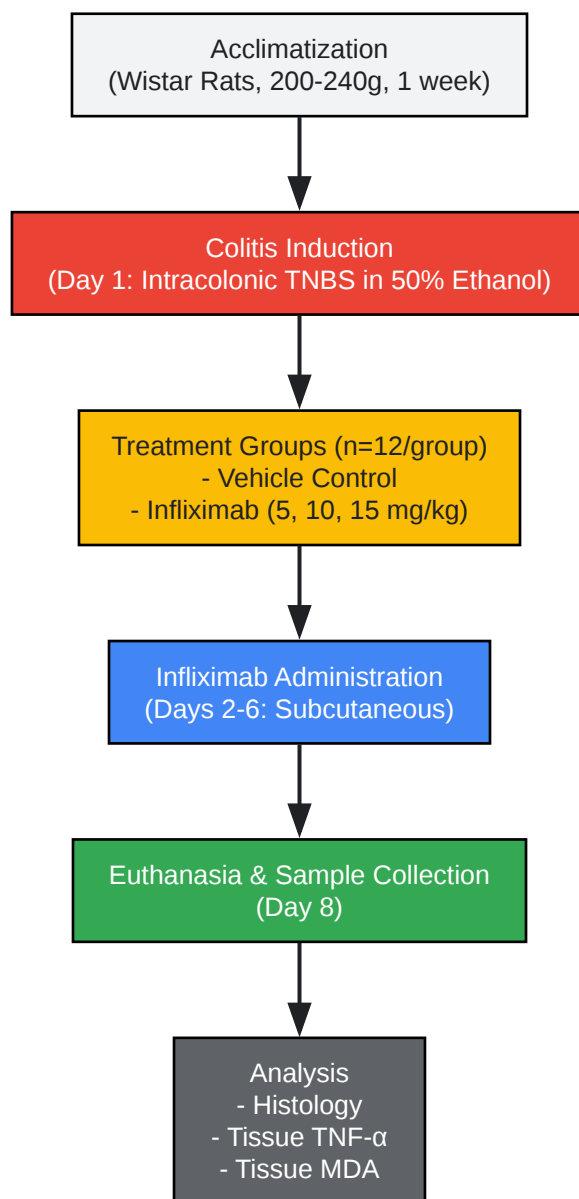 Acclimatization
(Wistar Rats, 200-240g, 1 week)
Colitis Induction
(Day 1: Intracolonic TNBS in 50% Ethanol)
Treatment Groups (n=12/group)
- Vehicle Control
- Infliximab (5, 10, 15 mg/kg)
Infliximab Administration
(Days 2-6: Subcutaneous)
Euthanasia & Sample Collection
(Day 8)
Analysis
- Histology
- Tissue TNF-α
- Tissue MDA